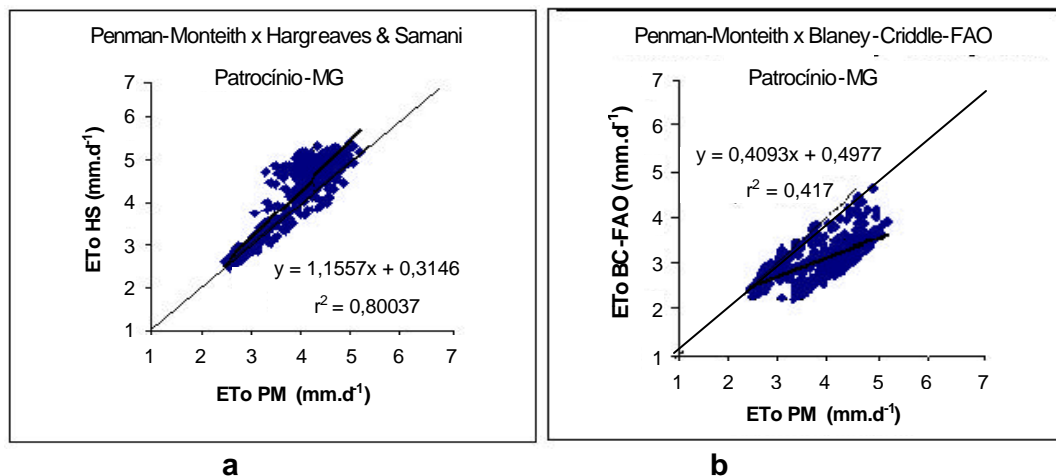 Penman-Monteith x Hargreaves & Samani
Patrocínio-MG
7
6
5
4
3
2
1
ETo HS (mm.d-1)
y = 1,1557x + 0,3146
r2 = 0,80037
1 2 3 4 5 6 7
ETo PM (mm.d-1)
a
Penman-Monteith x Blaney-Criddle-FAO
Patrocínio-MG
7
6
5
4
3
2
1
ETo BC-FAO (mm.d-1)
y = 0,4093x + 0,4977
r2 = 0,417
1 2 3 4 5 6 7
ETo PM (mm.d-1)
b